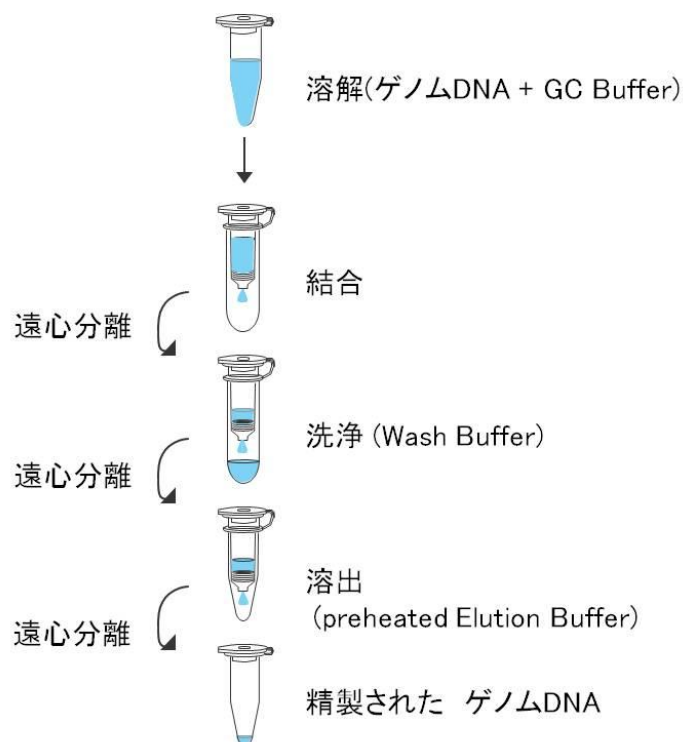 溶解(ゲノムDNA + GC Buffer)
結合
遠心分離
洗浄 (Wash Buffer)
遠心分離
溶出
(preheated Elution Buffer)
遠心分離
精製された　ゲノムDNA